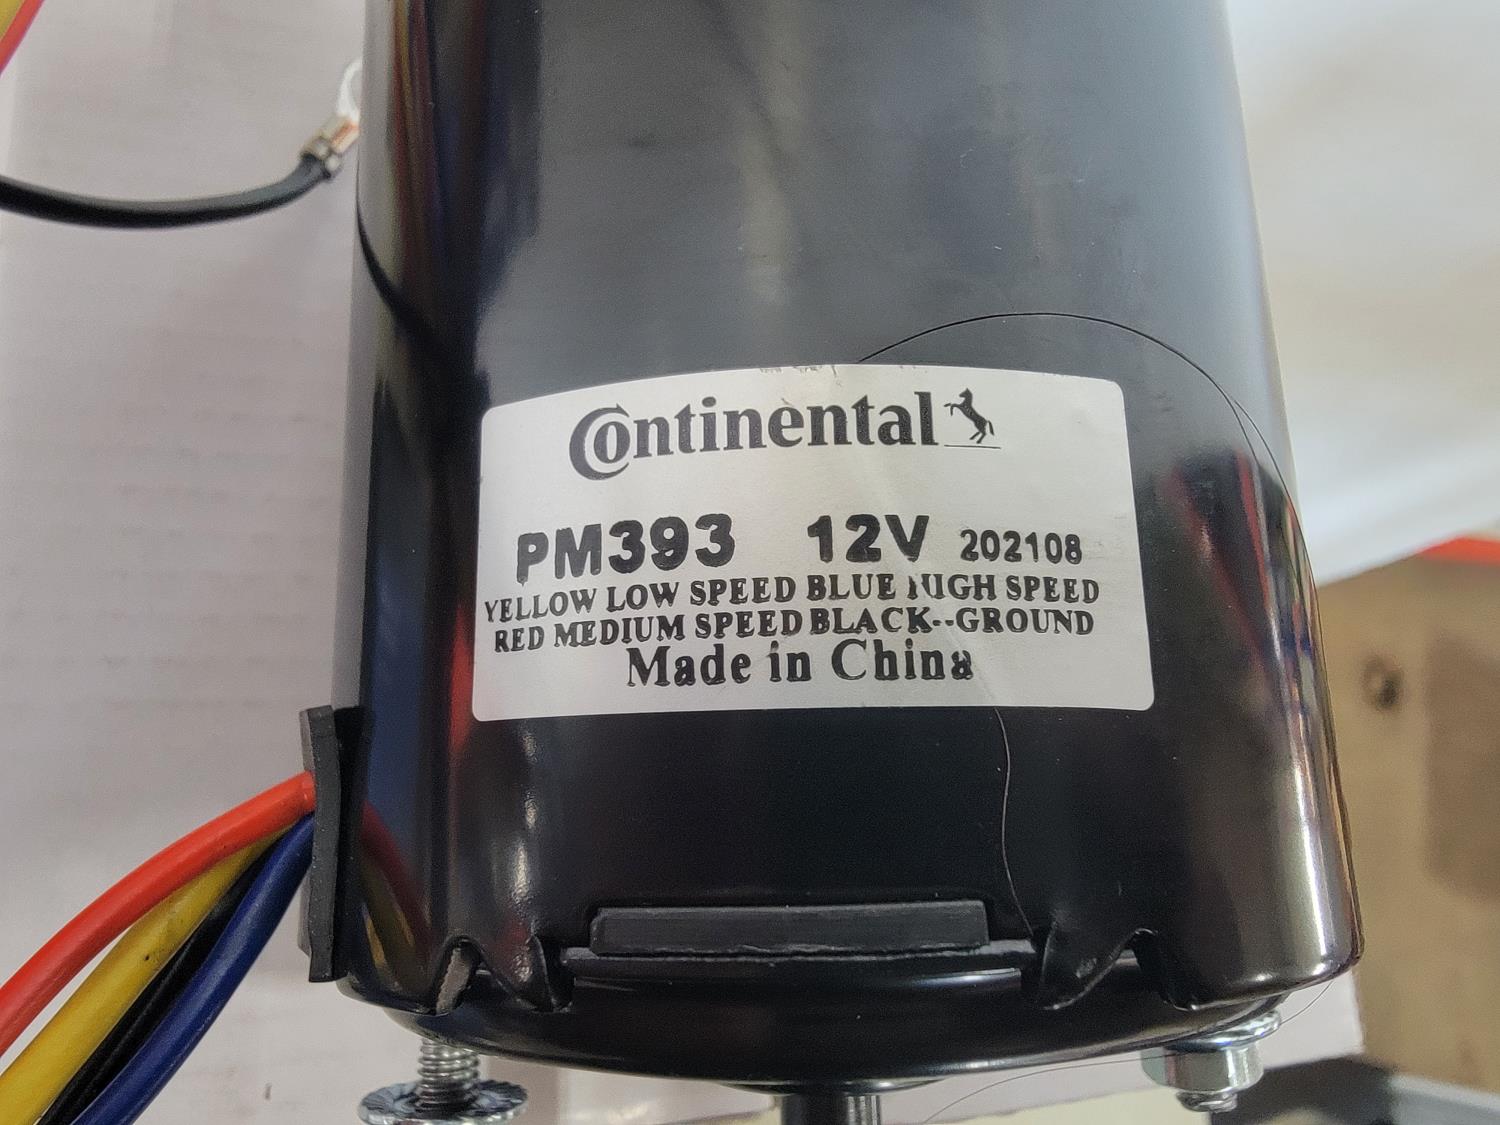 Continental
PM393 12V 202108
YELLOW LOW SPEED BLUE HIGH SPEED
RED MEDIUM SPEED BLACK--GROUND
Made in China